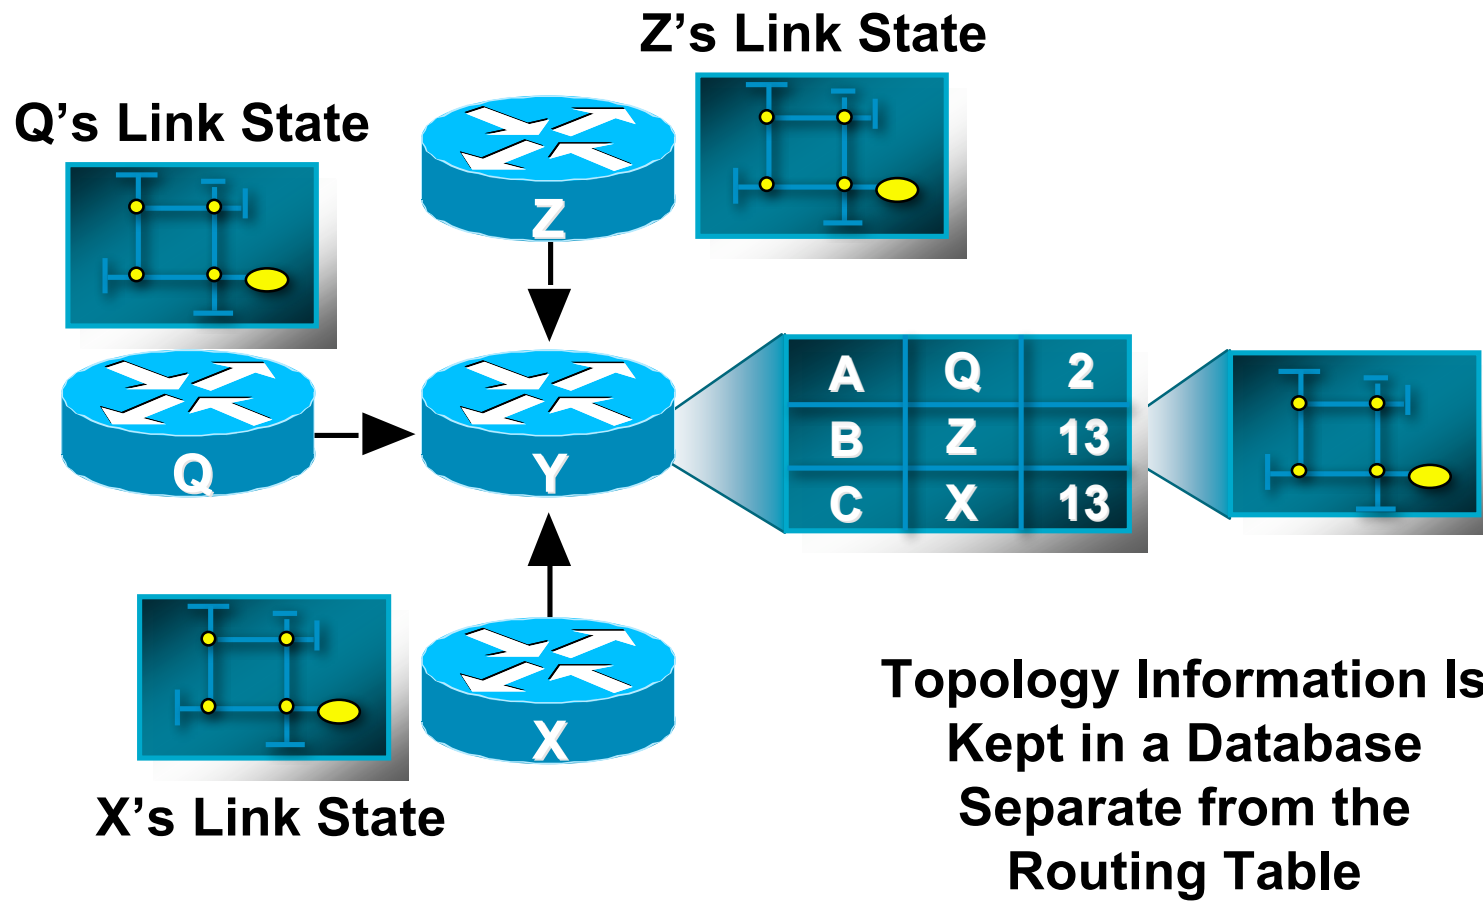 Z’s Link State
Q’s Link State
Z
Q
Y
A Q 2
B Z 13
C X 13
X
X’s Link State
Topology Information Is
Kept in a Database
Separate from the
Routing Table